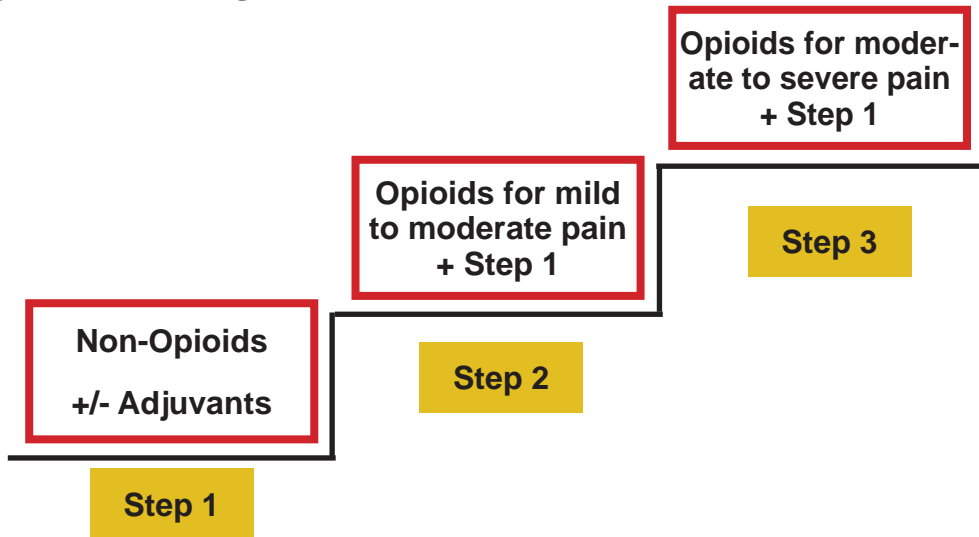 Opioids for moder-
ate to severe pain
+ Step 1
Opioids for mild
to moderate pain
+ Step 1
Step 3
Non-Opioids
+/- Adjuvants
Step 2
Step 1